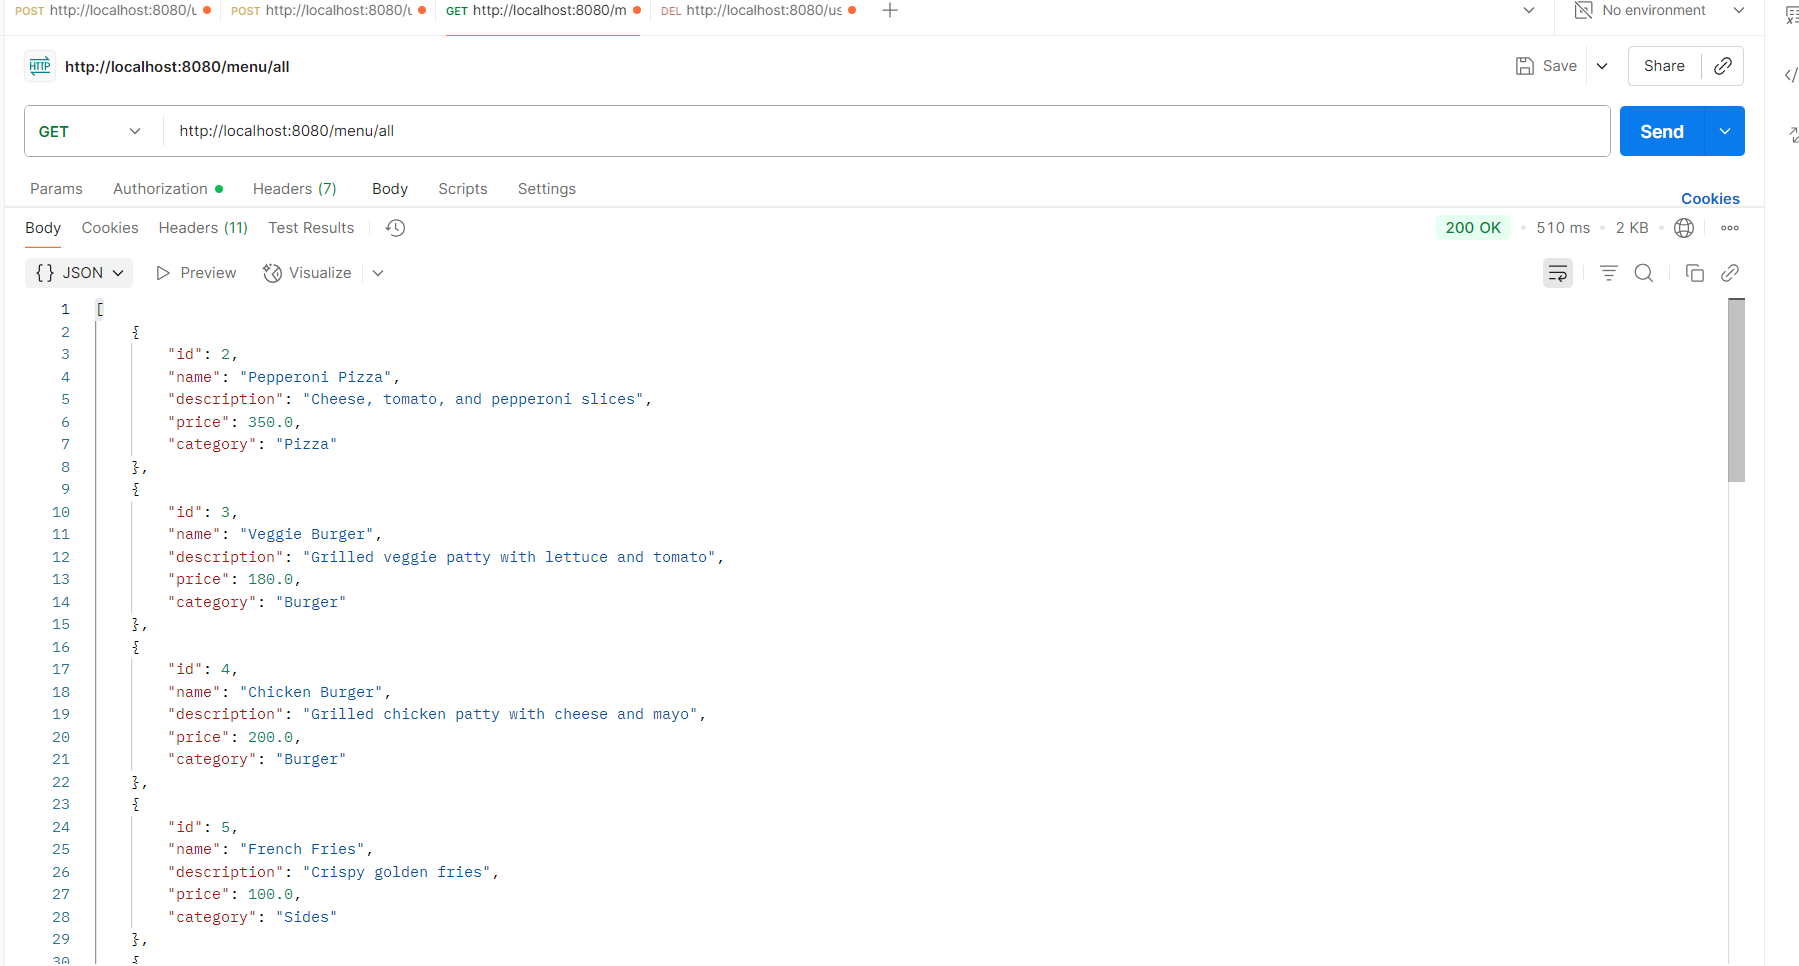 POST http://localhost:8080/u POST http://localhost:8080/u GET http://localhost:8080/m DEL http://localhost:8080/us No environment
HTTP http://localhost:8080/menu/all Save Share
GET http://localhost:8080/menu/all Send
Params Authorization Headers (7) Body Scripts Settings
Cookies
Body Cookies Headers (11) Test Results 200 OK 510 ms 2 KB
{} JSON Preview Visualize
1 [
2 {
3 "id": 2,
4 "name": "Pepperoni Pizza",
5 "description": "Cheese, tomato, and pepperoni slices",
6 "price": 350.0,
7 "category": "Pizza"
8 },
9 {
10 "id": 3,
11 "name": "Veggie Burger",
12 "description": "Grilled veggie patty with lettuce and tomato",
13 "price": 180.0,
14 "category": "Burger"
15 },
16 {
17 "id": 4,
18 "name": "Chicken Burger",
19 "description": "Grilled chicken patty with cheese and mayo",
20 "price": 200.0,
21 "category": "Burger"
22 },
23 {
24 "id": 5,
25 "name": "French Fries",
26 "description": "Crispy golden fries",
27 "price": 100.0,
28 "category": "Sides"
29 },
30 {